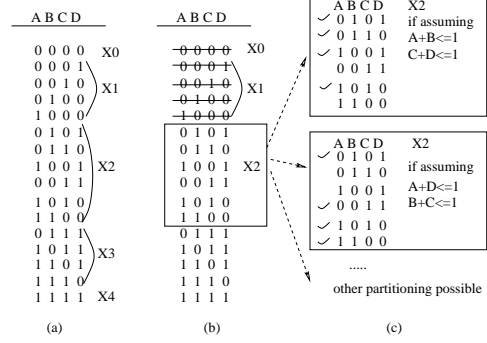 A B C D
0 0 0 0 X0
0 0 0 1
0 0 1 0 X1
0 1 0 0
1 0 0 0
0 1 0 1
0 1 1 0
1 0 0 1 X2
0 0 1 1
1 0 1 0
1 1 0 0
0 1 1 1
1 0 1 1 X3
1 1 0 1
1 1 1 0
1 1 1 1 X4
(a)
A B C D
0 0 0 0 X0
0 0 0 1
0 0 1 0 X1
0 1 0 0
1 0 0 0
0 1 0 1
0 1 1 0
1 0 0 1 X2
0 0 1 1
1 0 1 0
1 1 0 0
0 1 1 1
1 0 1 1
1 1 0 1
1 1 1 0
1 1 1 1
(b)
A B C D X2
0 1 0 1 if assuming
0 1 1 0 A+B<=1
1 0 0 1 C+D<=1
0 0 1 1
1 0 1 0
1 1 0 0
A B C D X2
0 1 0 1
0 1 1 0 if assuming
1 0 0 1 A+D<=1
0 0 1 1 B+C<=1
1 0 1 0
1 1 0 0
.....
other partitioning possible
(c)